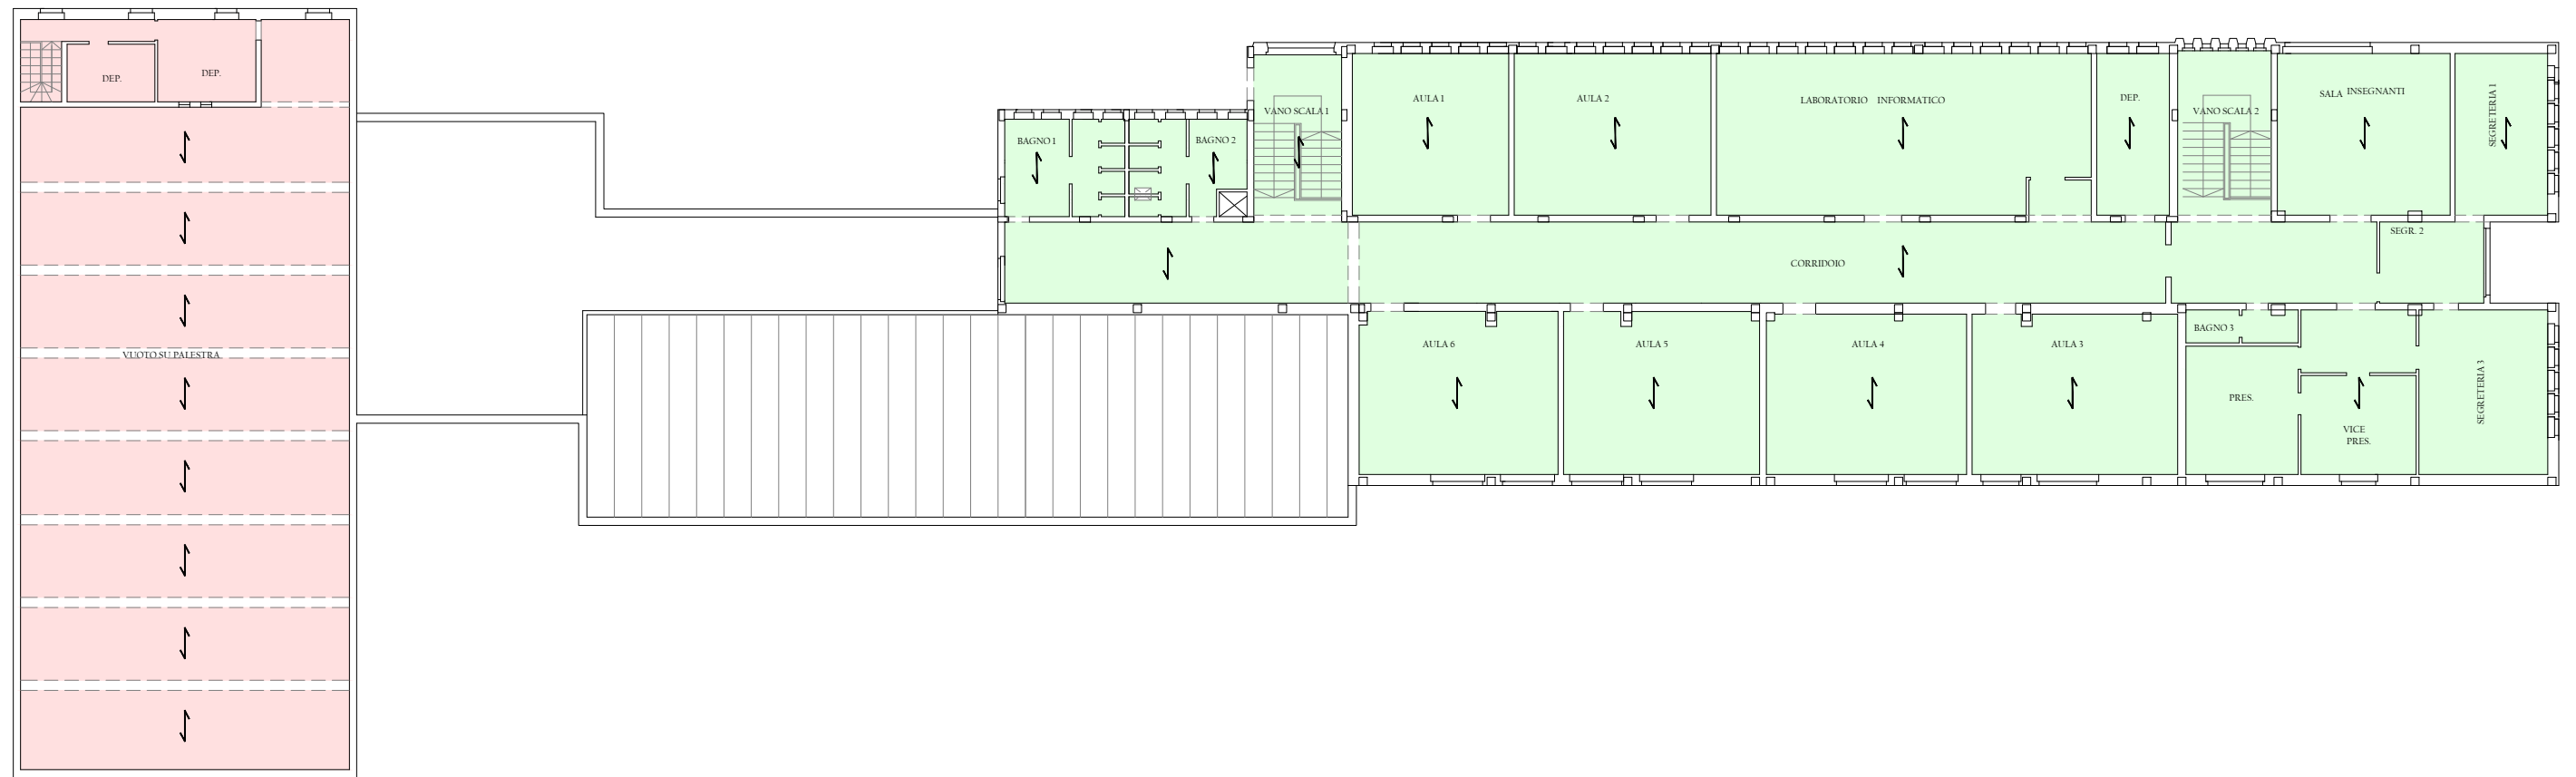 DEP.
DEP.
VUOTO SU PALESTRA
BAGNO 1
BAGNO 2
VANO SCALA 1
AULA 1
AULA 2
LABORATORIO INFORMATICO
DEP.
VANO SCALA 2
SALA INSEGNANTI
SEGRETERIA 1
SEGR. 2
CORRIDOIO
AULA 6
AULA 5
AULA 4
AULA 3
BAGNO 3
PRES.
VICE
PRES.
SEGRETERIA 3